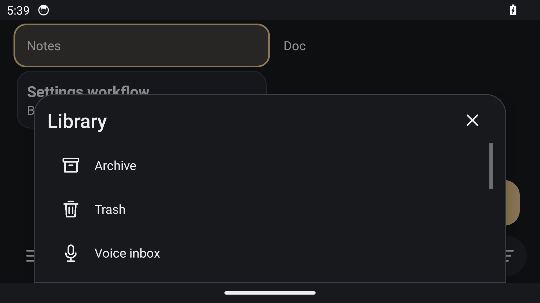 5:39
Notes
Doc
Settings workflow
B
Library
Archive
Trash
Voice inbox